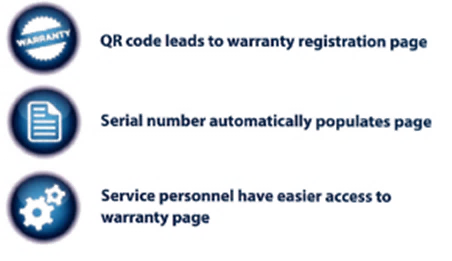 WARRANTY
QR code leads to warranty registration page
Serial number automatically populates page
Service personnel have easier access to
warranty page